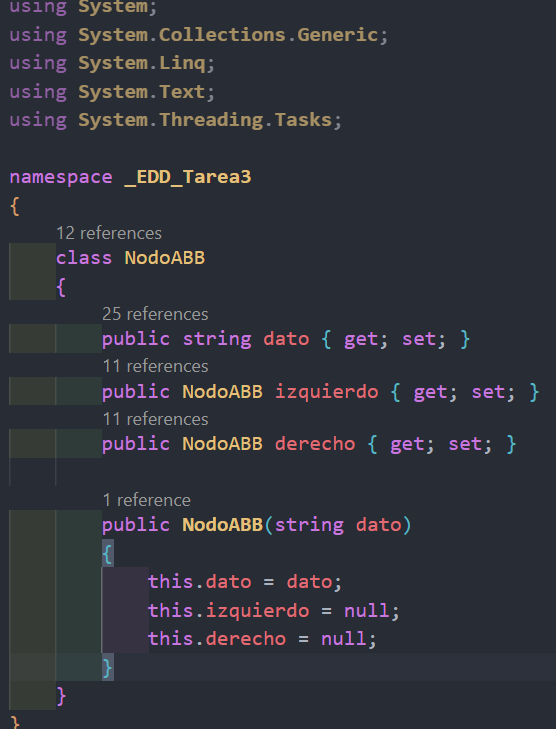 using System;
using System.Collections.Generic;
using System.Linq;
using System.Text;
using System.Threading.Tasks;
namespace _EDD_Tarea3
{
12 references
class NodoABB
{
25 references
public string dato { get; set; }
11 references
public NodoABB izquierdo { get; set; }
11 references
public NodoABB derecho { get; set; }
1 reference
public NodoABB(string dato)
{
this.dato = dato;
this.izquierdo = null;
this.derecho = null;
}
}
}